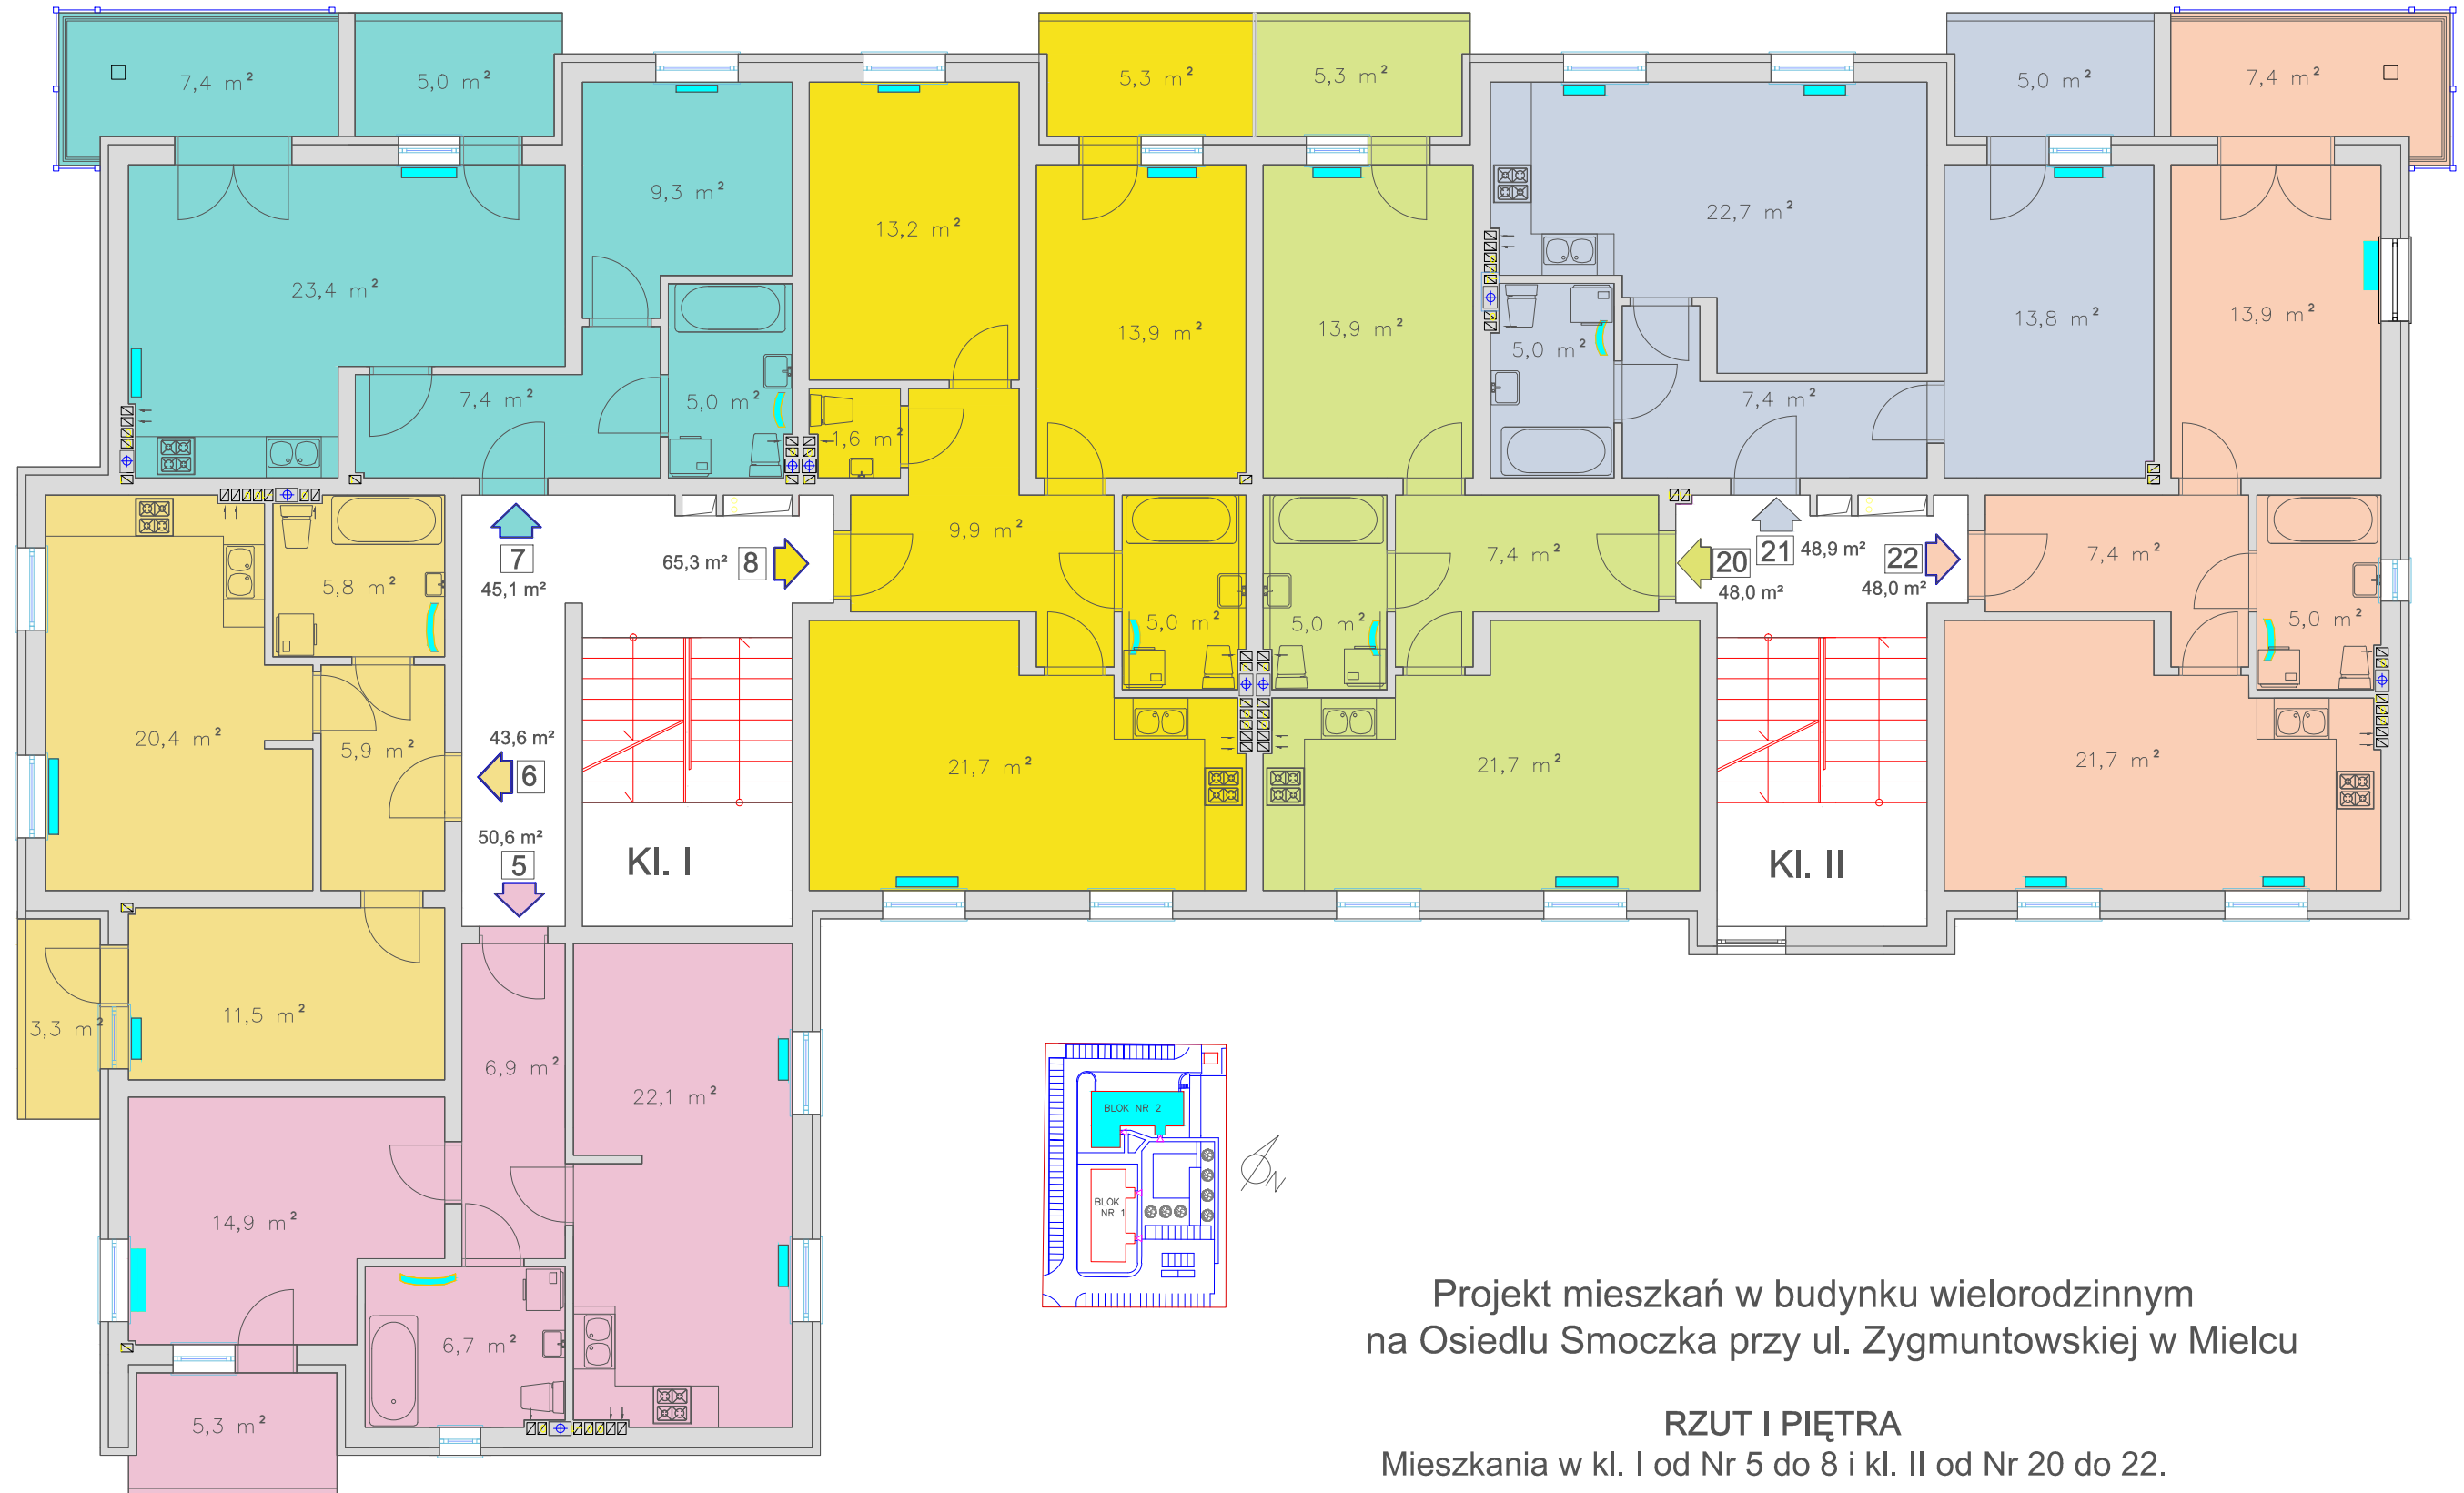 7,4 m²
5,0 m²
5,3 m²
5,3 m²
5,0 m²
7,4 m²
9,3 m²
13,2 m²
22,7 m²
23,4 m²
13,9 m²
13,9 m²
13,8 m²
13,9 m²
5,0 m²
7,4 m²
5,0 m²
1,6 m²
7,4 m²
9,9 m²
7,4 m²
7,4 m²
7
45,1 m²
65,3 m² 8
20
48,0 m²
21 48,9 m²
22
48,0 m²
5,8 m²
5,0 m²
5,0 m²
5,0 m²
20,4 m²
5,9 m²
43,6 m²
6
21,7 m²
21,7 m²
21,7 m²
50,6 m²
5
Kl. I
Kl. II
3,3 m²
11,5 m²
6,9 m²
22,1 m²
14,9 m²
6,7 m²
5,3 m²
BLOK NR 2
BLOK
NR 1
N
Projekt mieszkań w budynku wielorodzinnym
na Osiedlu Smoczka przy ul. Zygmuntowskiej w Mielcu
RZUT I PIĘTRA
Mieszkania w kl. I od Nr 5 do 8 i kl. II od Nr 20 do 22.